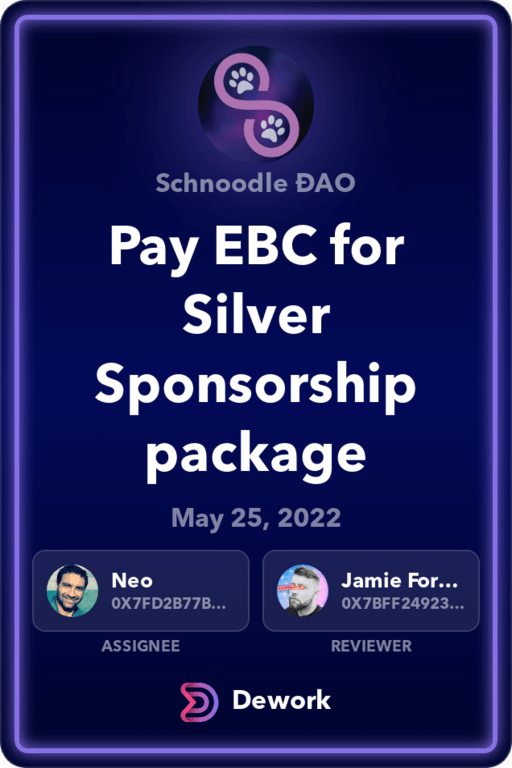 Schnoodle ĐAO
Pay EBC for
Silver
Sponsorship
package
May 25, 2022
Neo
0X7FD2B77B...
Jamie For...
0X7BFF24923...
ASSIGNEE
REVIEWER
Dework